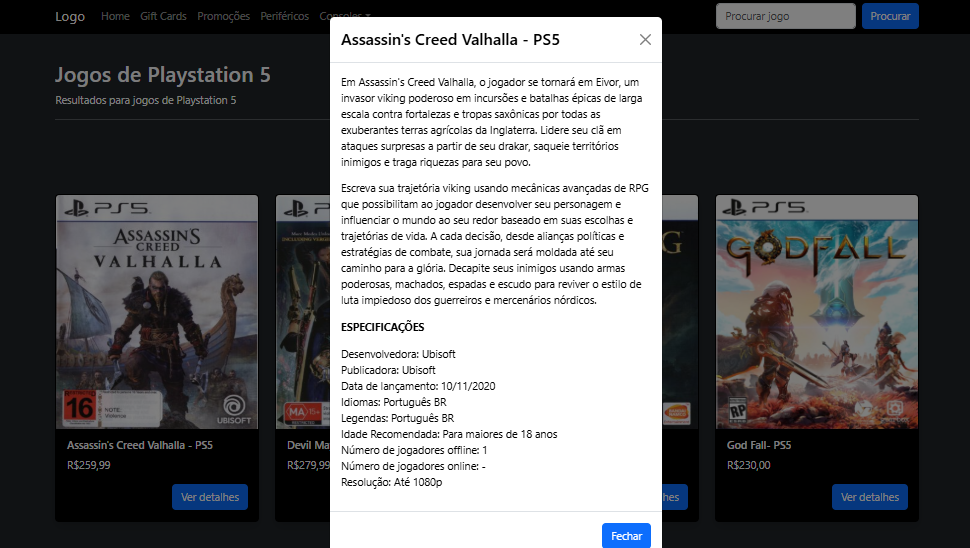 Logo Home Gift Cards Promoções Periféricos Consoles Procurar jogo Procurar
Assassin's Creed Valhalla - PS5
Jogos de Playstation 5
Resultados para jogos de Playstation 5
Em Assassin's Creed Valhalla, o jogador se tornará em Eivor, um
invasor viking poderoso em incursões e batalhas épicas de larga
escala contra fortalezas e tropas saxônicas por todas as
exuberantes terras agrícolas da Inglaterra. Lidere seu clã em
ataques surpresas a partir de seu drakar, saqueie territórios
inimigos e traga riquezas para seu povo.
Escreva sua trajetória viking usando mecânicas avançadas de RPG
que possibilitam ao jogador desenvolver seu personagem e
influenciar o mundo ao seu redor baseado em suas escolhas e
trajetórias de vida. A cada decisão, desde alianças políticas e
estratégias de combate, sua jornada será moldada até seu
caminho para a glória. Decapite seus inimigos usando armas
poderosas, machados, espadas e escudo para reviver o estilo de
luta impiedoso dos guerreiros e mercenários nórdicos.
ESPECIFICAÇÕES
Desenvolvedora: Ubisoft
Publicadora: Ubisoft
Data de lançamento: 10/11/2020
Idiomas: Português BR
Legendas: Português BR
Idade Recomendada: Para maiores de 18 anos
Número de jogadores offline: 1
Número de jogadores online: -
Resolução: Até 1080p
Fechar
PS5
ASSASSIN'S
CREED
VALHALLA
16
UBISOFT
Assassin's Creed Valhalla - PS5
R$259,99
Ver detalhes
PS5
MA 15+
Devil Ma
R$279,99
G
hes
PS5
GODFALL
RP
God Fall- PS5
R$230,00
Ver detalhes